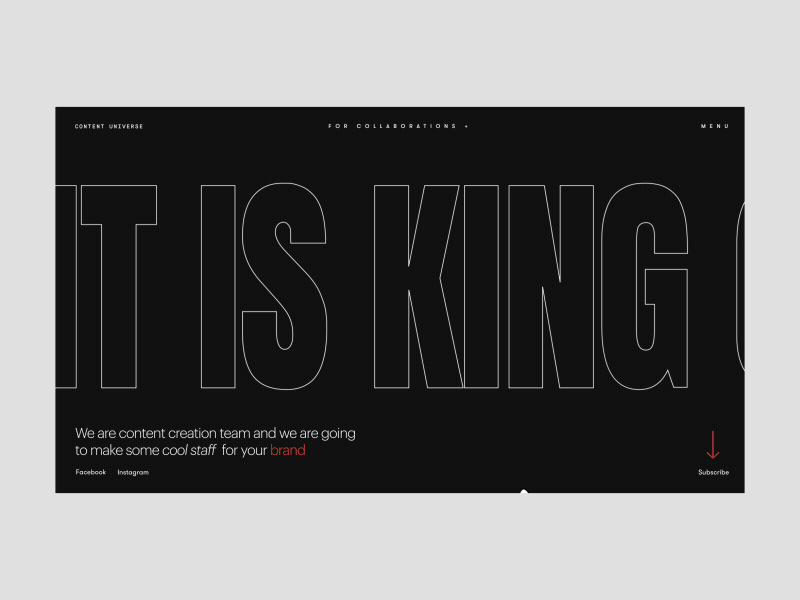 CONTENT UNIVERSE
FOR COLLABORATIONS +
MENU
T IS KING
We are content creation team and we are going
to make some cool staff for your brand
Facebook Instagram
Subscribe